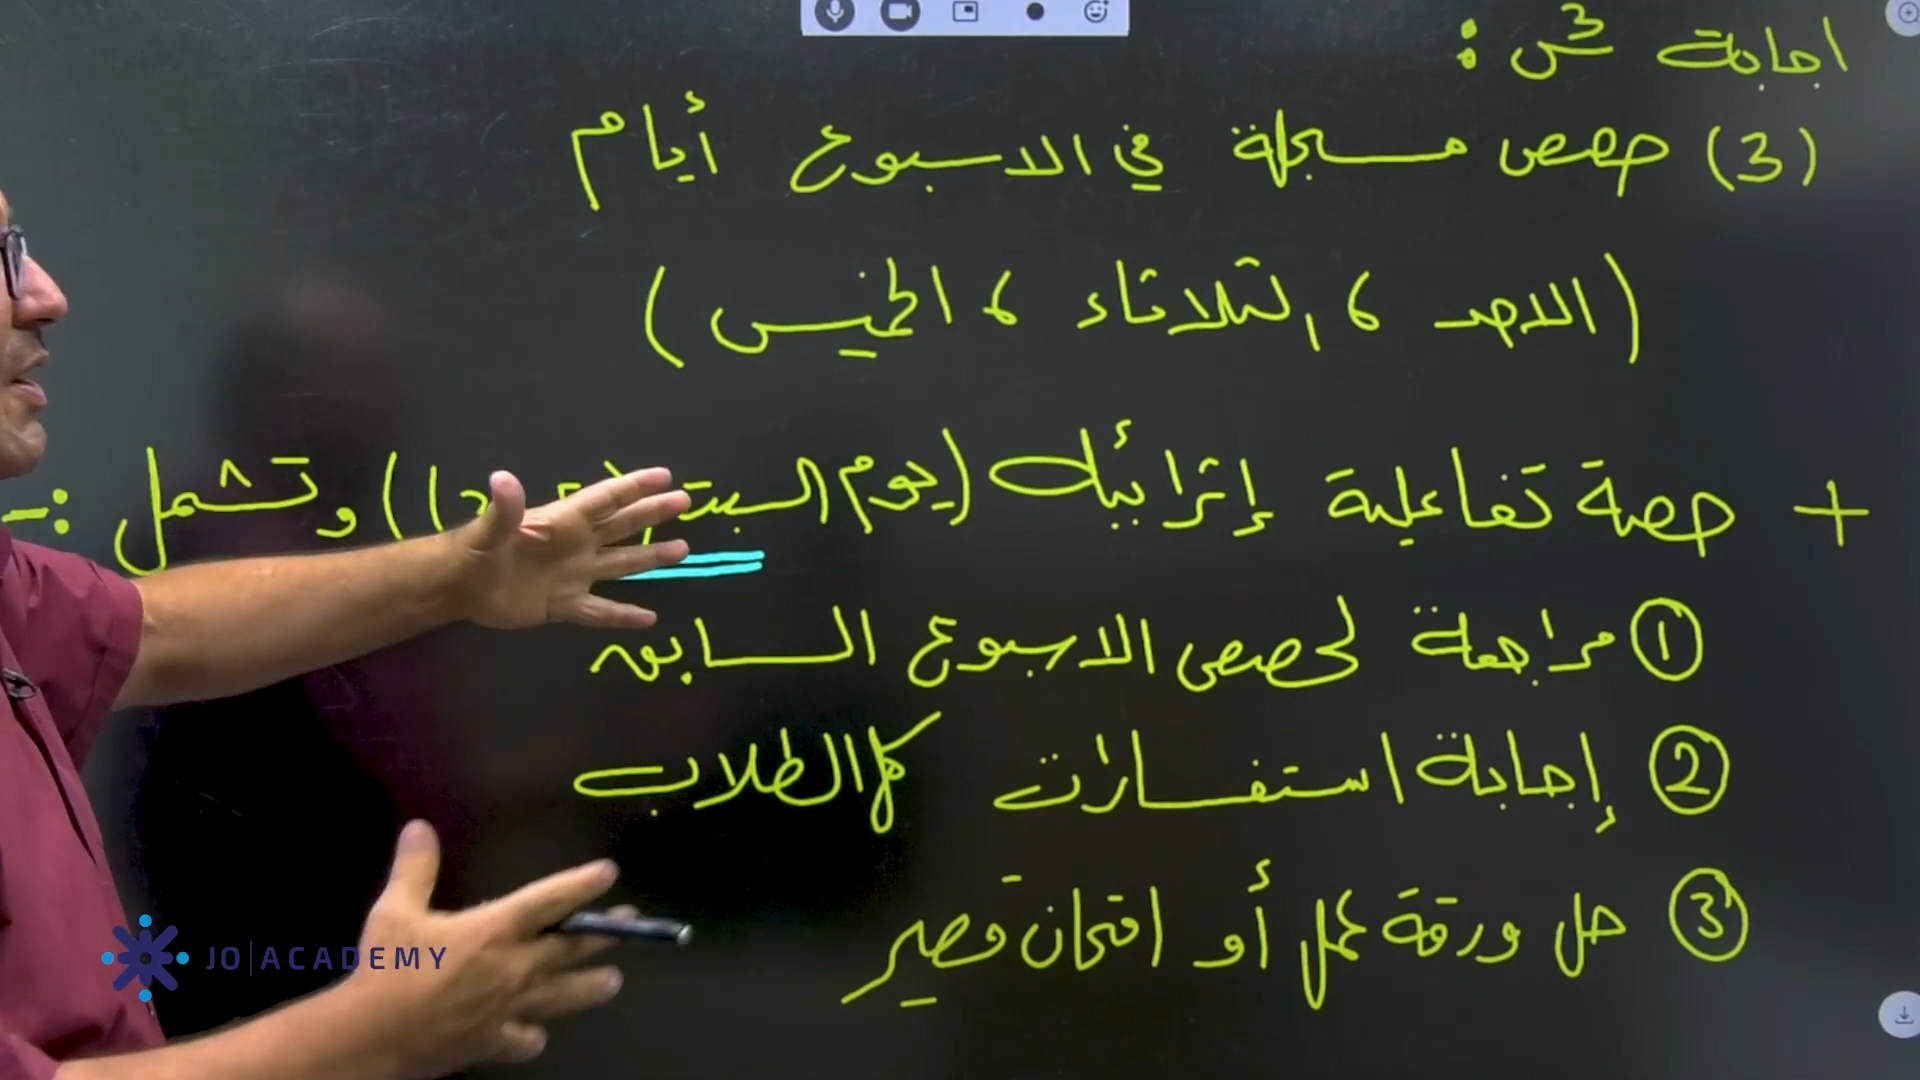 اجابة س3 :
(3) حصص مسجلة في الاسبوع أيام
(الاحد ، الثلاثاء ، الخميس)
+ حصة تفاعلية إثرائية (يوم السبت) وتشمل :-
① مراجعة لحصص الاسبوع السابق
② إجابة استفسارات كل الطلاب
③ حل ورقة عمل أو امتحان قصير
JO|ACADEMY